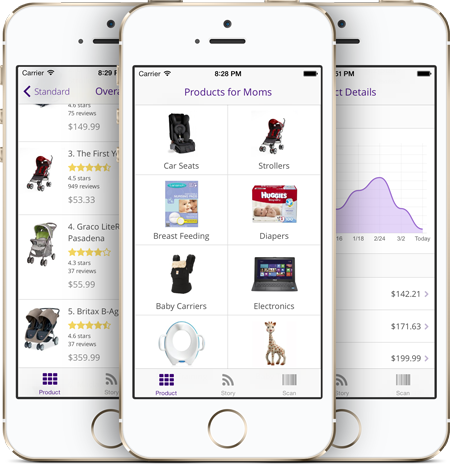 Carrier
8:29 P
Standard
Overa
4.6 stars
75 reviews
$149.99
3. The First Y
4.5 stars
949 reviews
$53.33
4. Graco LiteR
Pasadena
4.3 stars
37 reviews
$55.99
5. Britax B-Ag
4.6 stars
37 reviews
$359.99
Product
Story
Carrier
8:28 PM
Products for Moms
Car Seats
Strollers
Breast Feeding
HUGGIES
Diapers
Baby Carriers
Electronics
Product
Story
Scan
51 PM
ct Details
/16
2/18
2/24
3/2
Today
$142.21
$171.63
$199.99
Scan